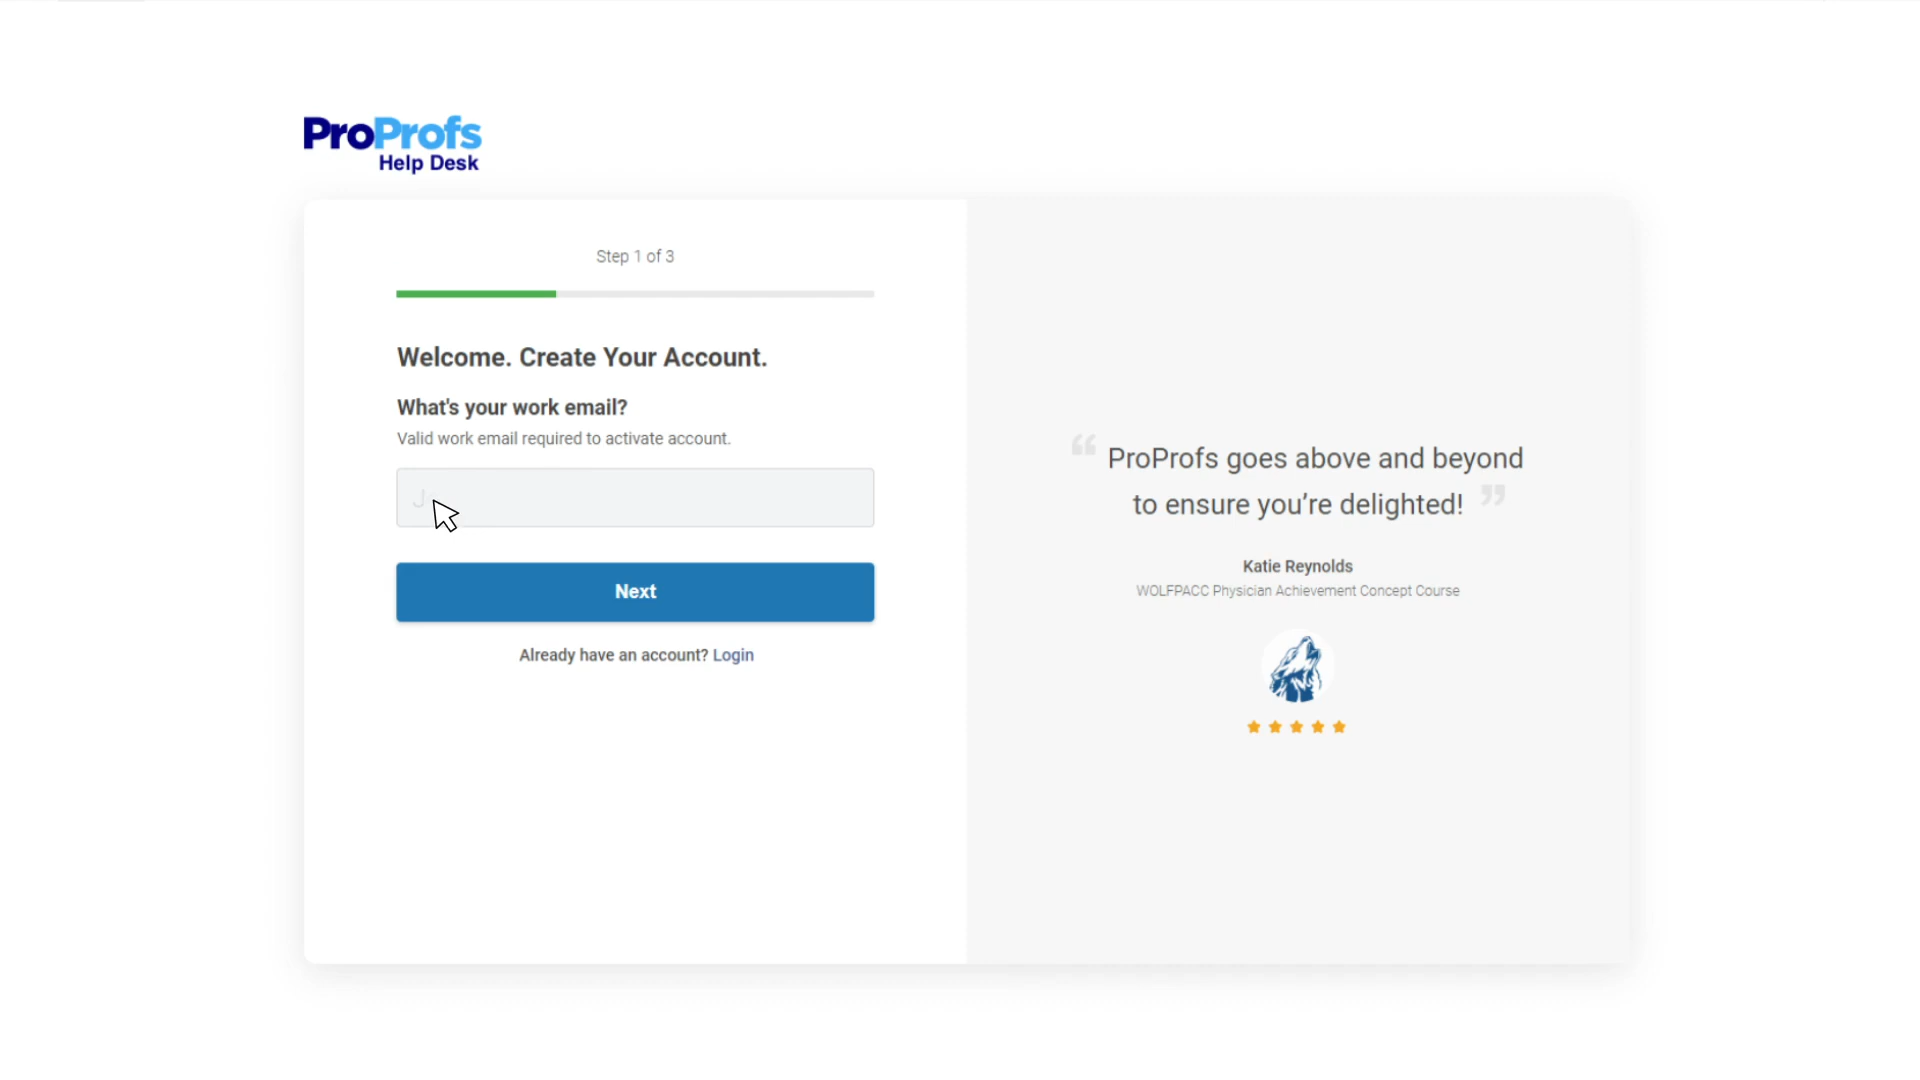 ProProfs
Help Desk
Step 1 of 3
Welcome. Create Your Account.
What's your work email?
Valid work email required to activate account.
J
Next
Already have an account? Login
“ ProProfs goes above and beyond
to ensure you’re delighted! ”
Katie Reynolds
WOLFPACC Physician Achievement Concept Course